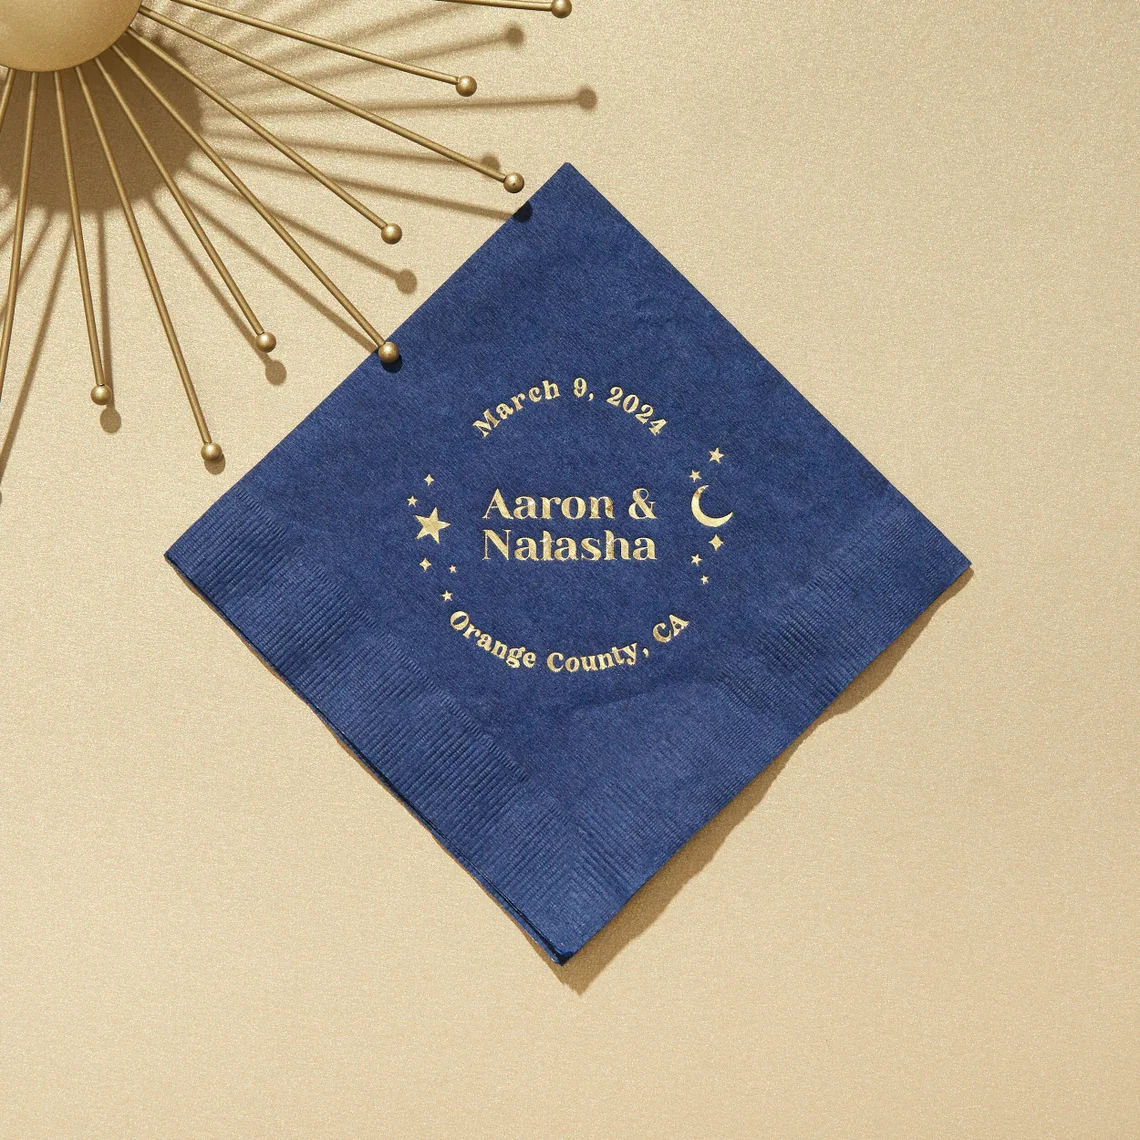 March 9, 2024
Aaron &
Natasha
Orange County, CA